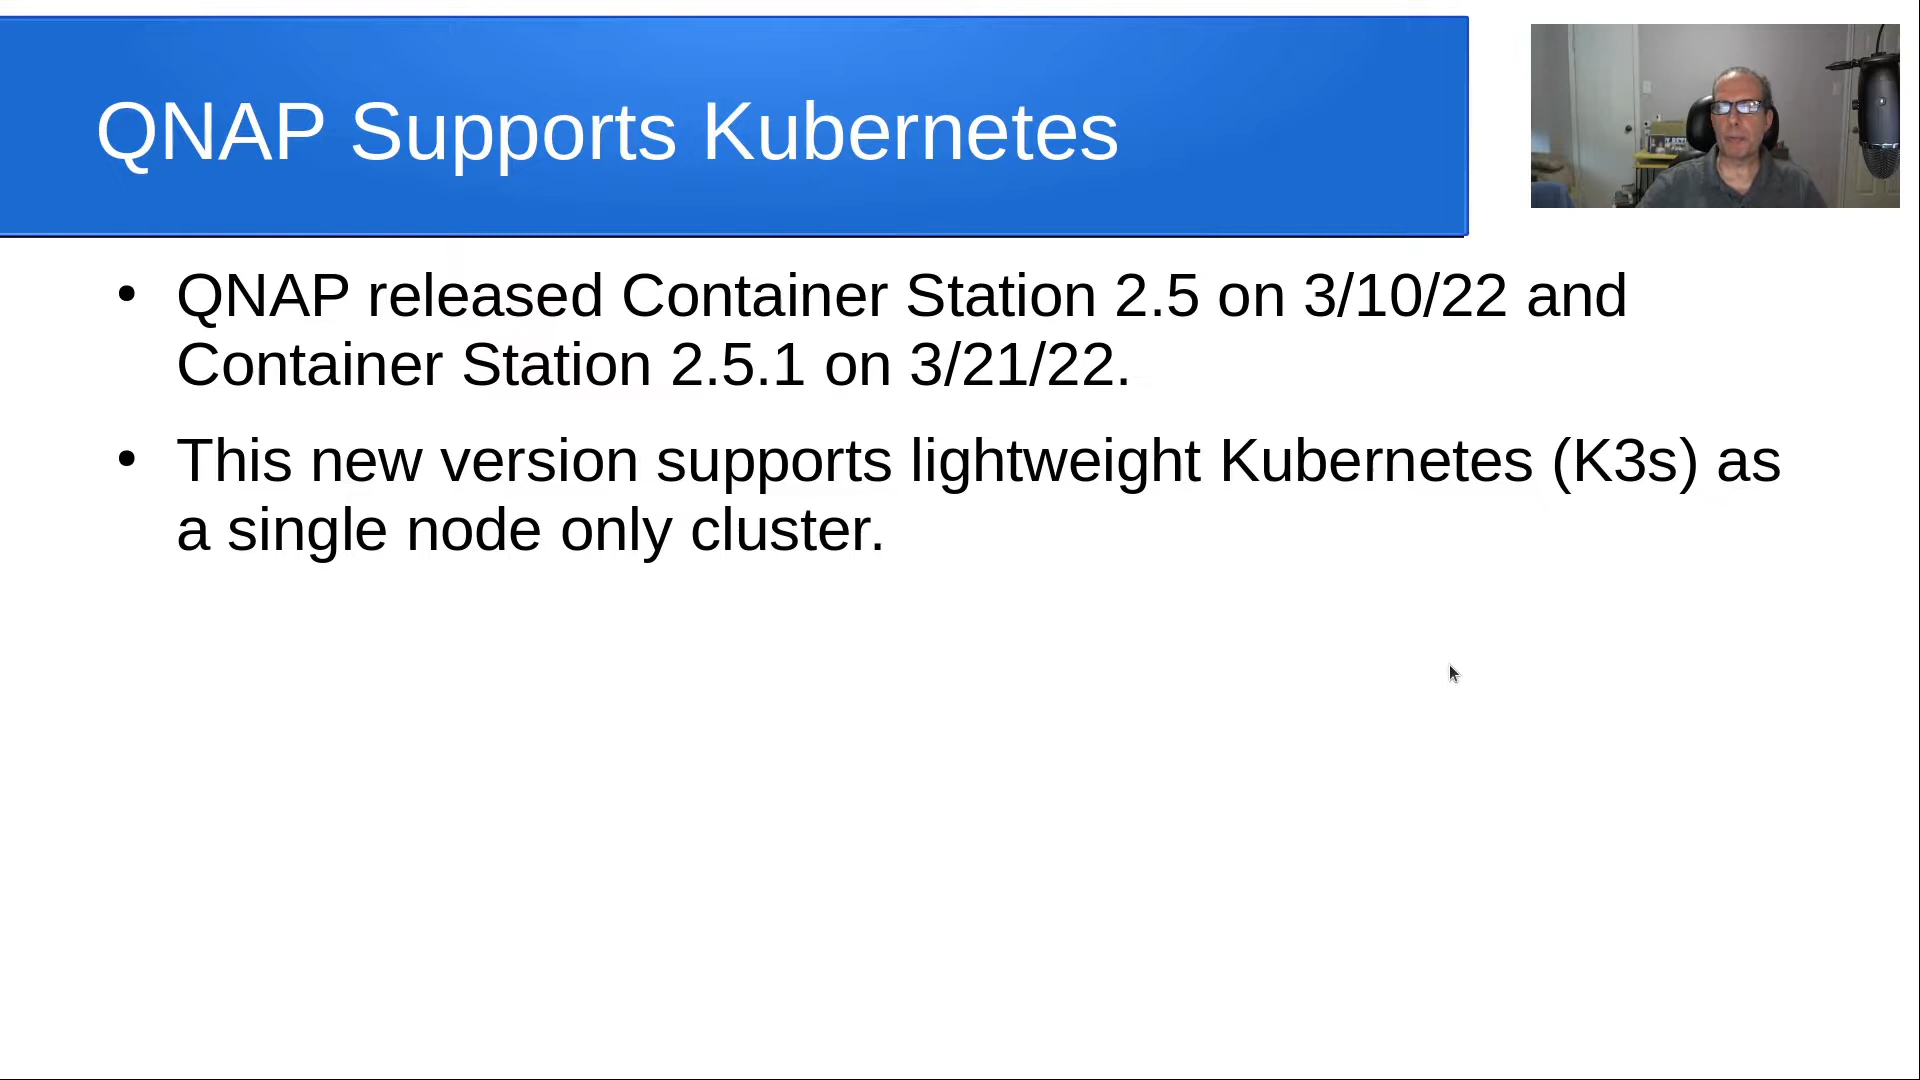 QNAP Supports Kubernetes
• QNAP released Container Station 2.5 on 3/10/22 and
Container Station 2.5.1 on 3/21/22.
• This new version supports lightweight Kubernetes (K3s) as
a single node only cluster.